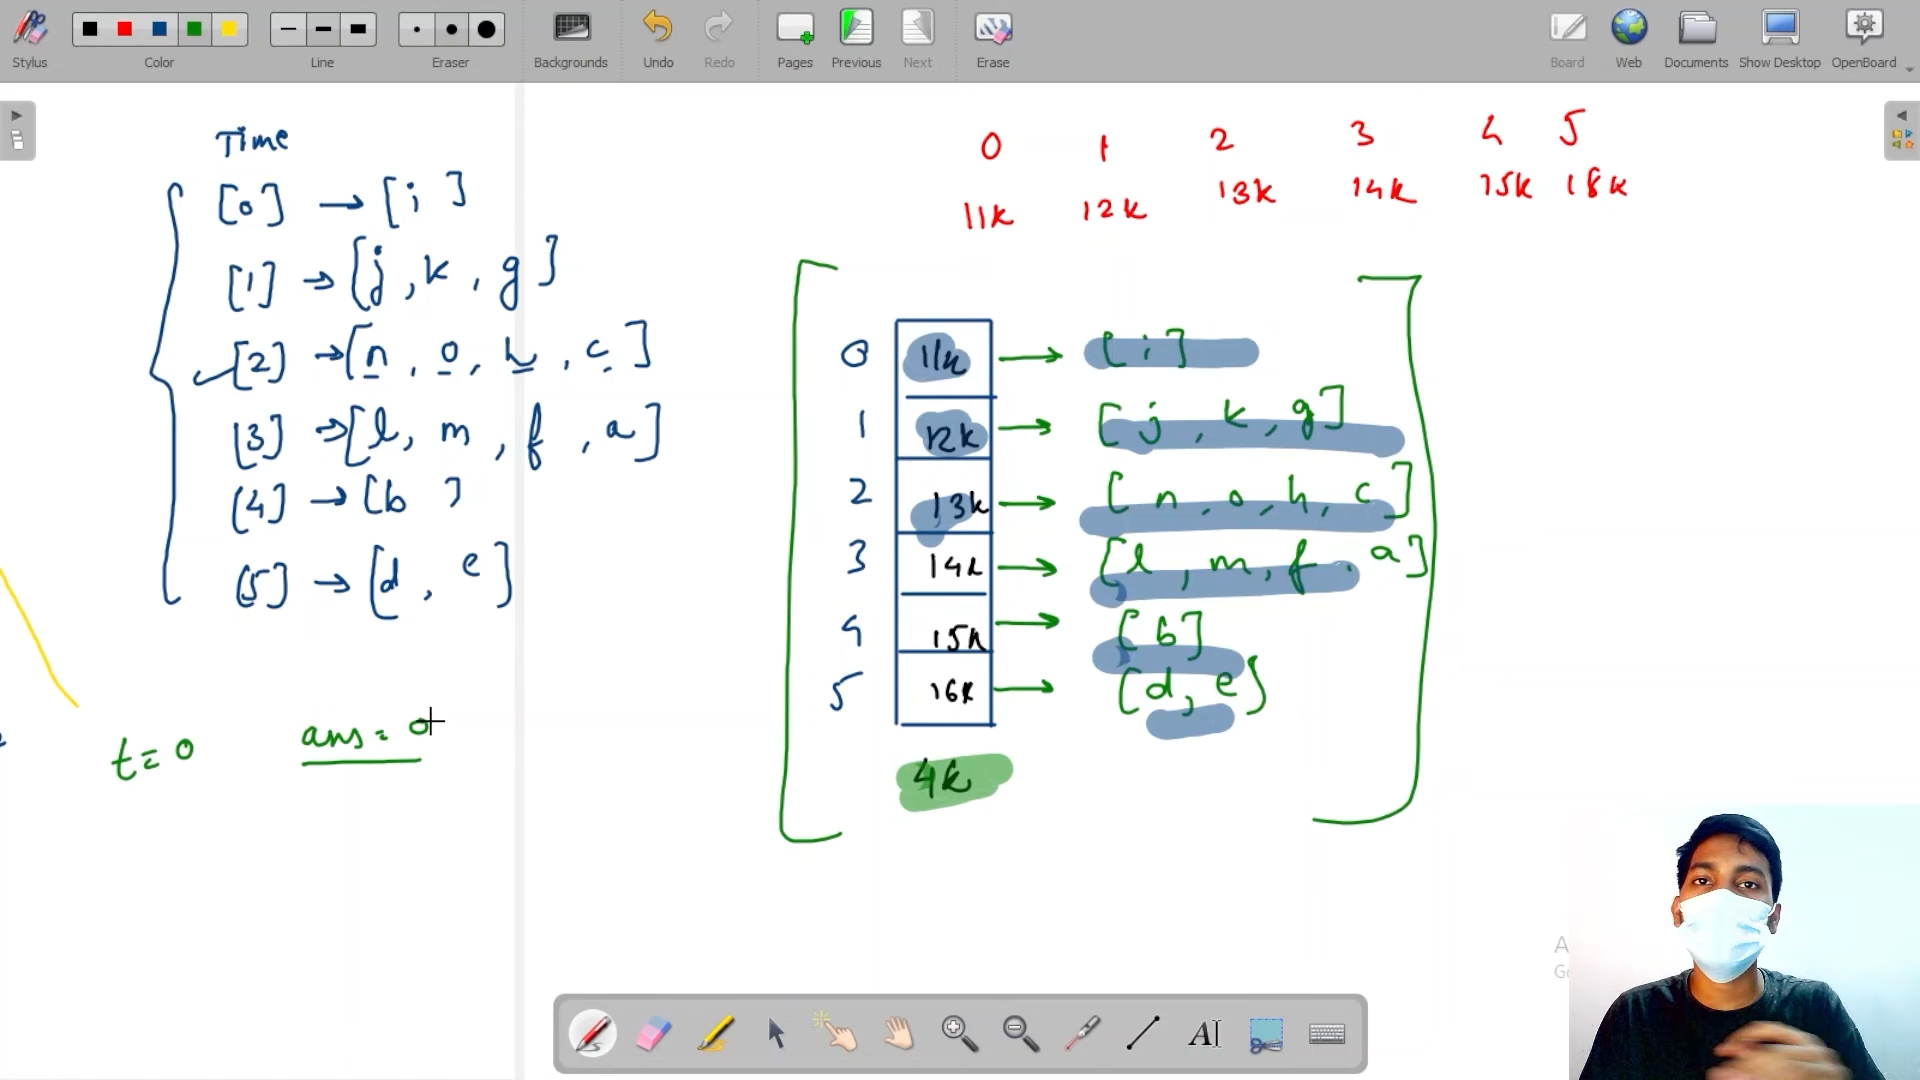 Stylus
Color
Line
Eraser
Backgrounds
Undo
Redo
Pages
Previous
Next
Erase
Board
Web
Documents
Show Desktop
OpenBoard
Time
[0] → [i]
[1] → [j, k, g]
[2] → [n, o, h, c]
[3] → [l, m, f, a]
[4] → [b]
[5] → [d, e]
t = 0
ans = 0
0 1 2 3 4 5
11k 12k 13k 14k 15k 18k
0 11k → [i]
1 12k → [j, k, g]
2 13k → [n, o, h, c]
3 14k → [l, m, f, a]
4 15k → [b]
5 16k → [d, e]
4k
A